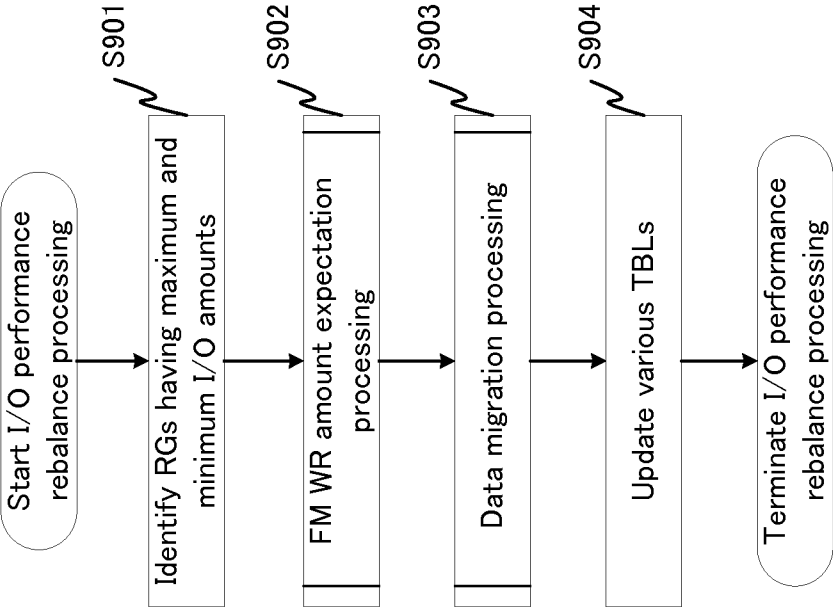 Start I/O performance
rebalance processing
S901
Identify RGs having maximum and
minimum I/O amounts
S902
FM WR amount expectation
processing
S903
Data migration processing
S904
Update various TBLs
Terminate I/O performance
rebalance processing